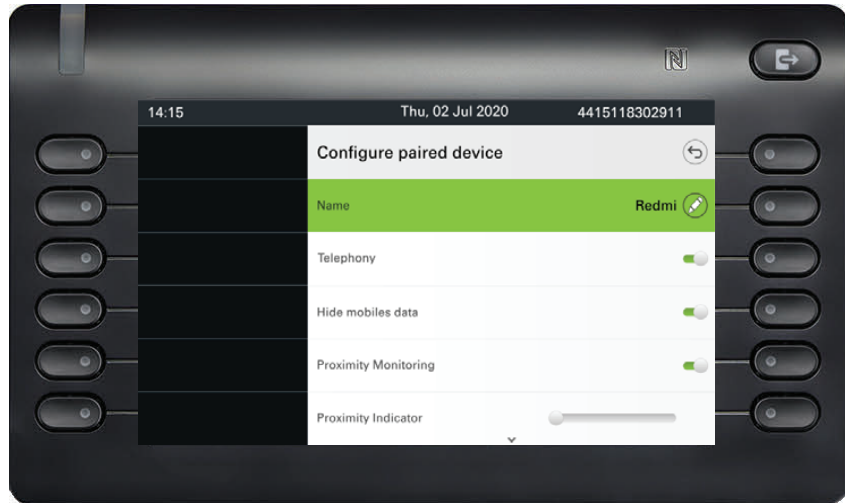 14:15 Thu, 02 Jul 2020 4415118302911
Configure paired device
Name Redmi
Telephony
Hide mobiles data
Proximity Monitoring
Proximity Indicator